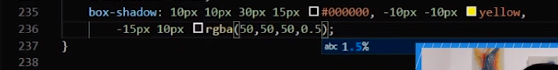 235 box-shadow: 10px 10px 30px 15px #000000, -10px -10px yellow,
236 -15px 10px rgba(50,50,50,0.5);
237 }
abc 1.5%
238